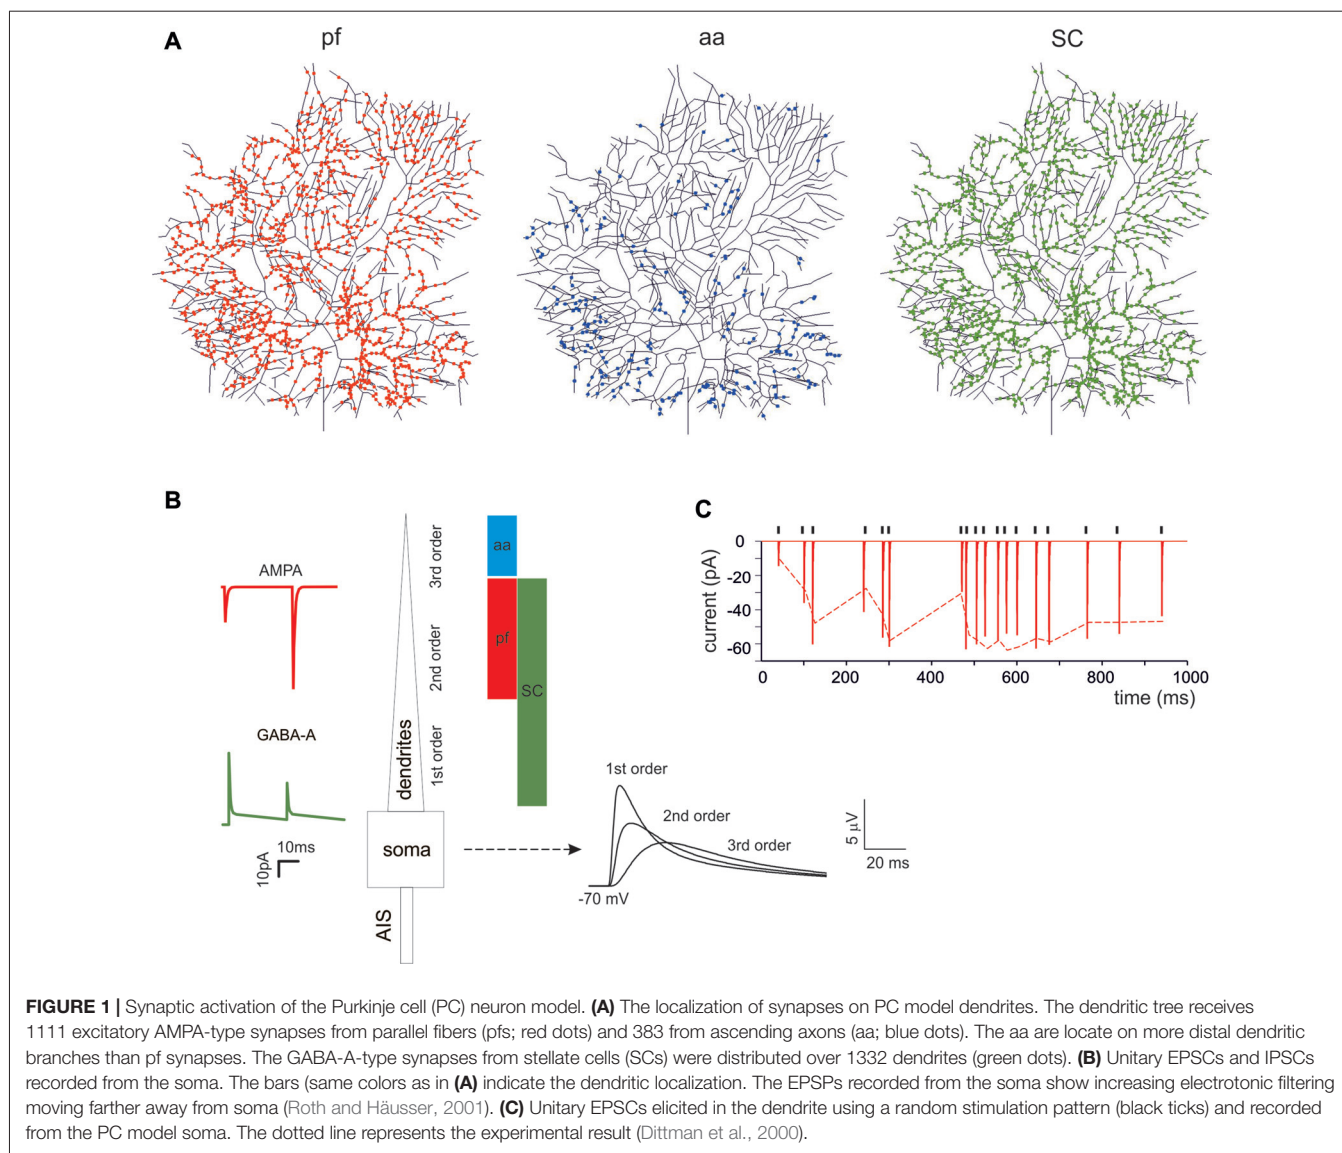 A
pf
aa
SC
B
AMPA
GABA-A
10ms
10pA
dendrites
3rd order
2nd order
1st order
soma
AIS
aa
pf
SC
1st order
2nd order
3rd order
-70 mV
5 µV
20 ms
C
current (pA)
0
-20
-40
-60
0
200
400
600
800
1000
time (ms)
FIGURE 1 | Synaptic activation of the Purkinje cell (PC) neuron model. (A) The localization of synapses on PC model dendrites. The dendritic tree receives
1111 excitatory AMPA-type synapses from parallel fibers (pfs; red dots) and 383 from ascending axons (aa; blue dots). The aa are locate on more distal dendritic
branches than pf synapses. The GABA-A-type synapses from stellate cells (SCs) were distributed over 1332 dendrites (green dots). (B) Unitary EPSCs and IPSCs
recorded from the soma. The bars (same colors as in (A) indicate the dendritic localization. The EPSPs recorded from the soma show increasing electrotonic filtering
moving farther away from soma (Roth and Häusser, 2001). (C) Unitary EPSCs elicited in the dendrite using a random stimulation pattern (black ticks) and recorded
from the PC model soma. The dotted line represents the experimental result (Dittman et al., 2000).